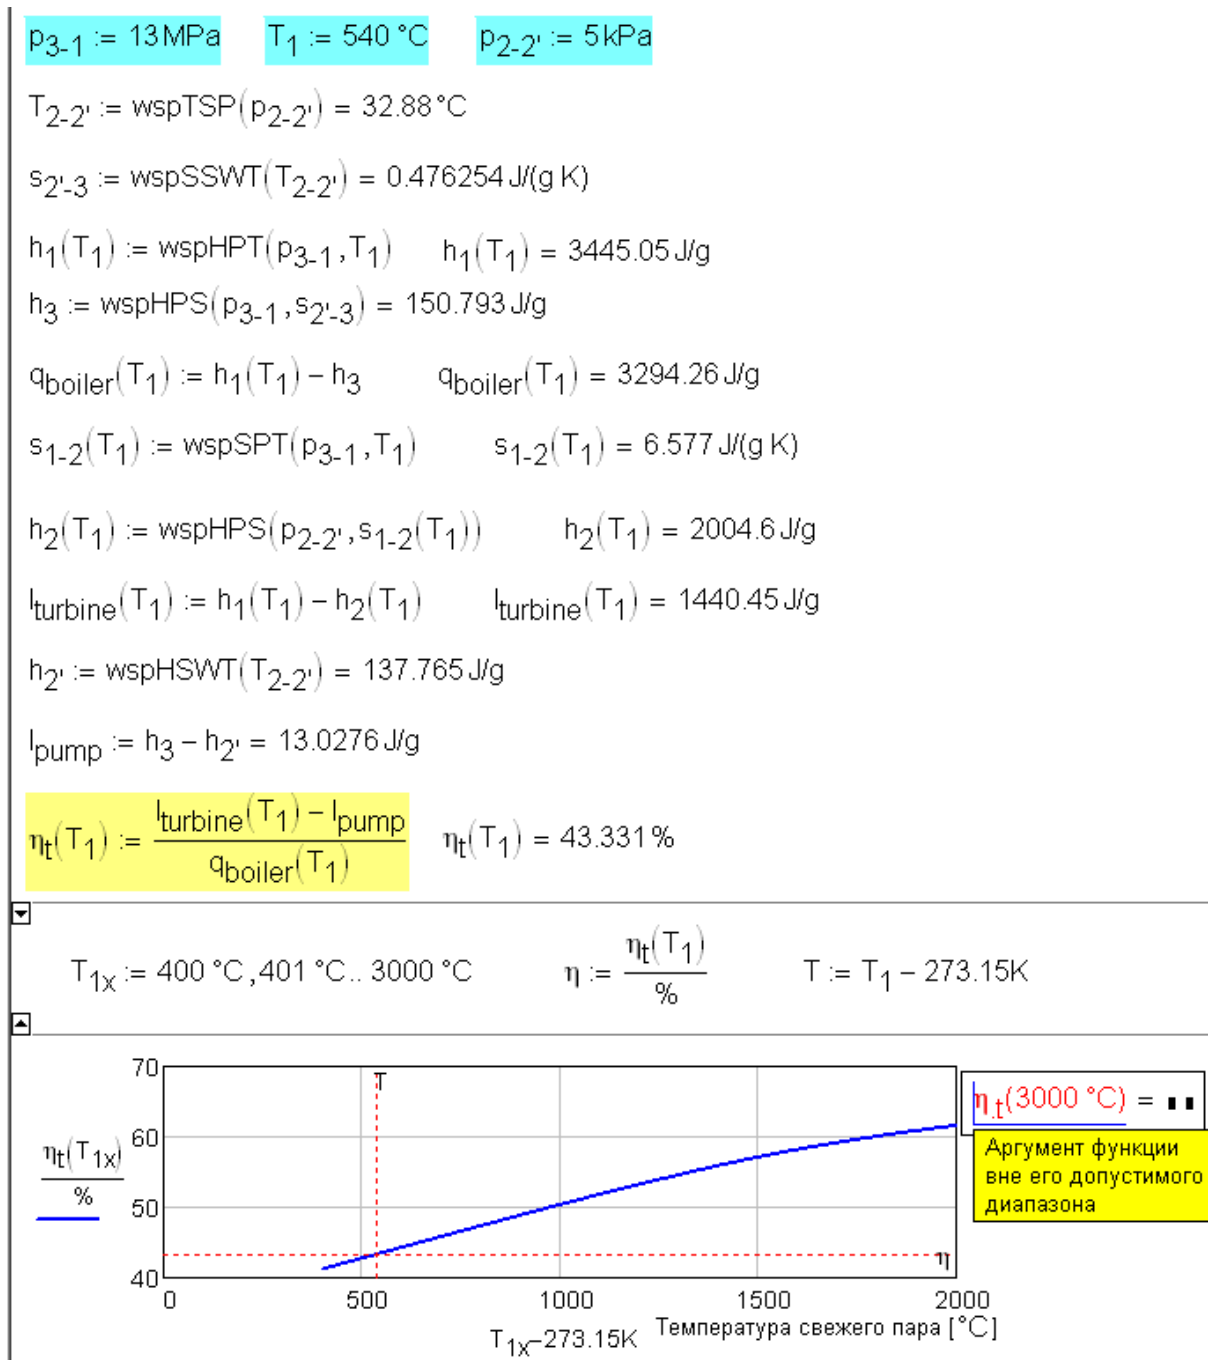 p3-1 := 13 MPa T1 := 540 °C p2-2' := 5 kPa
T2-2' := wspTSP(p2-2') = 32.88 °C
s2'-3 := wspSSWT(T2-2') = 0.476254 J/(g K)
h1(T1) := wspHPT(p3-1,T1) h1(T1) = 3445.05 J/g
h3 := wspHPS(p3-1,s2'-3) = 150.793 J/g
qboiler(T1) := h1(T1) – h3 qboiler(T1) = 3294.26 J/g
s1-2(T1) := wspSPT(p3-1,T1) s1-2(T1) = 6.577 J/(g K)
h2(T1) := wspHPS(p2-2',s1-2(T1)) h2(T1) = 2004.6 J/g
lturbine(T1) := h1(T1) – h2(T1) lturbine(T1) = 1440.45 J/g
h2' := wspHSWT(T2-2') = 137.765 J/g
lpump := h3 – h2' = 13.0276 J/g
ηt(T1) := (lturbine(T1) – lpump) / qboiler(T1) ηt(T1) = 43.331 %
T1x := 400 °C,401 °C.. 3000 °C η := ηt(T1) / % T := T1 – 273.15K
70
T
ηt(3000 °C) = ▪ ▪
Аргумент функции
вне его допустимого
диапазона
60
ηt(T1x)
%
50
η
40
0 500 1000 1500 2000
T1x–273.15K Температура свежего пара [°C]